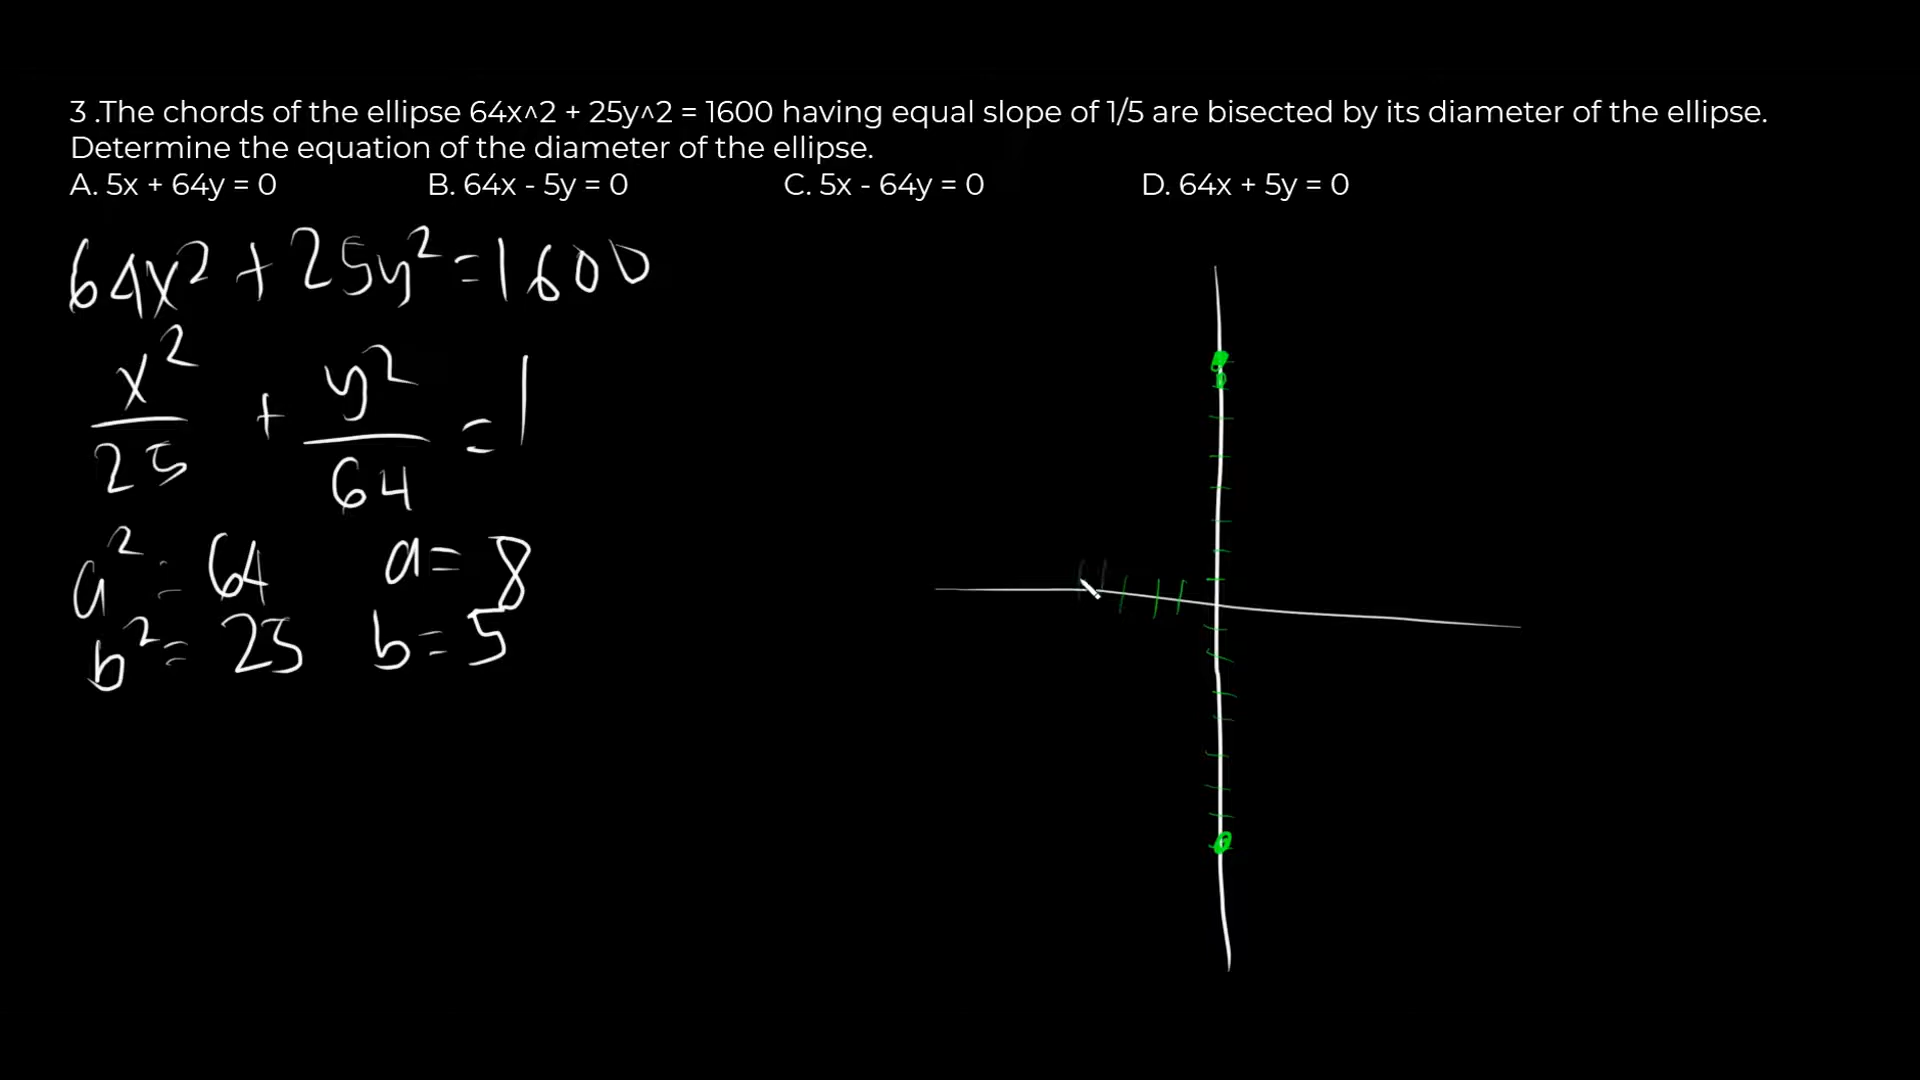 3 .The chords of the ellipse 64x^2 + 25y^2 = 1600 having equal slope of 1/5 are bisected by its diameter of the ellipse.
Determine the equation of the diameter of the ellipse.
A. 5x + 64y = 0 B. 64x - 5y = 0 C. 5x - 64y = 0 D. 64x + 5y = 0
64x² + 25y² = 1600
x²/25 + y²/64 = 1
a² = 64 a = 8
b² = 25 b = 5